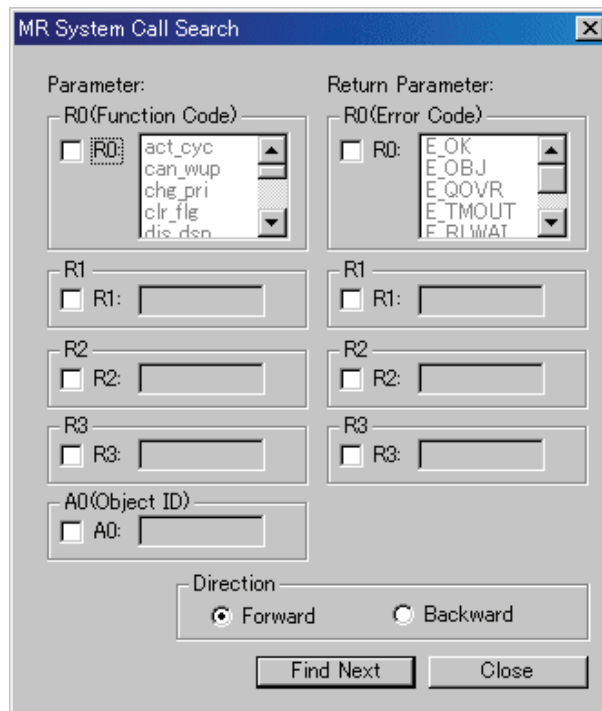 MR System Call Search
Parameter:
R0(Function Code)
R0:
act_cyc
can_wup
chg_pri
clr_flg
dis_dsp
R1
R1:
R2
R2:
R3
R3:
A0(Object ID)
A0:
Return Parameter:
R0(Error Code)
R0:
E_OK
E_OBJ
E_QOVR
E_TMOUT
E_RLWAI
R1
R1:
R2
R2:
R3
R3:
Direction
Forward
Backward
Find Next
Close